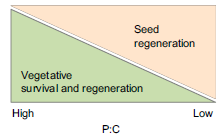 Seed
regeneration
Vegetative
survival and regeneration
High Low
P:C